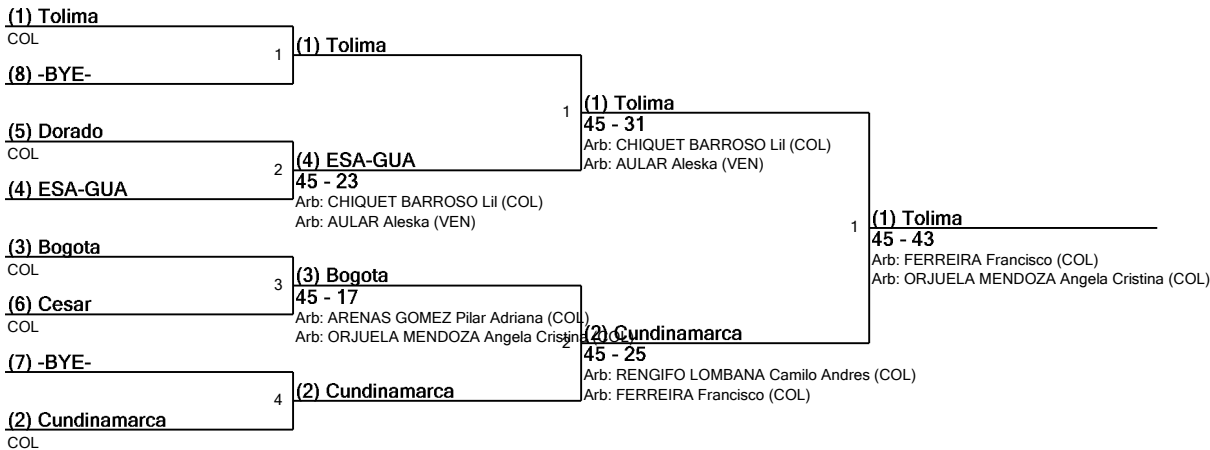 (1) Tolima
COL
1
(8) -BYE-
(1) Tolima
(5) Dorado
COL
2
(4) ESA-GUA
(4) ESA-GUA
45 - 23
Arb: CHIQUET BARROSO Lil (COL)
Arb: AULAR Aleska (VEN)
1
(1) Tolima
45 - 31
Arb: CHIQUET BARROSO Lil (COL)
Arb: AULAR Aleska (VEN)
(3) Bogota
COL
3
(6) Cesar
COL
(3) Bogota
45 - 17
Arb: ARENAS GOMEZ Pilar Adriana (COL)
Arb: ORJUELA MENDOZA Angela Cristina (COL)
(7) -BYE-
4
(2) Cundinamarca
COL
(2) Cundinamarca
2
(2) Cundinamarca
45 - 25
Arb: RENGIFO LOMBANA Camilo Andres (COL)
Arb: FERREIRA Francisco (COL)
1
(1) Tolima
45 - 43
Arb: FERREIRA Francisco (COL)
Arb: ORJUELA MENDOZA Angela Cristina (COL)